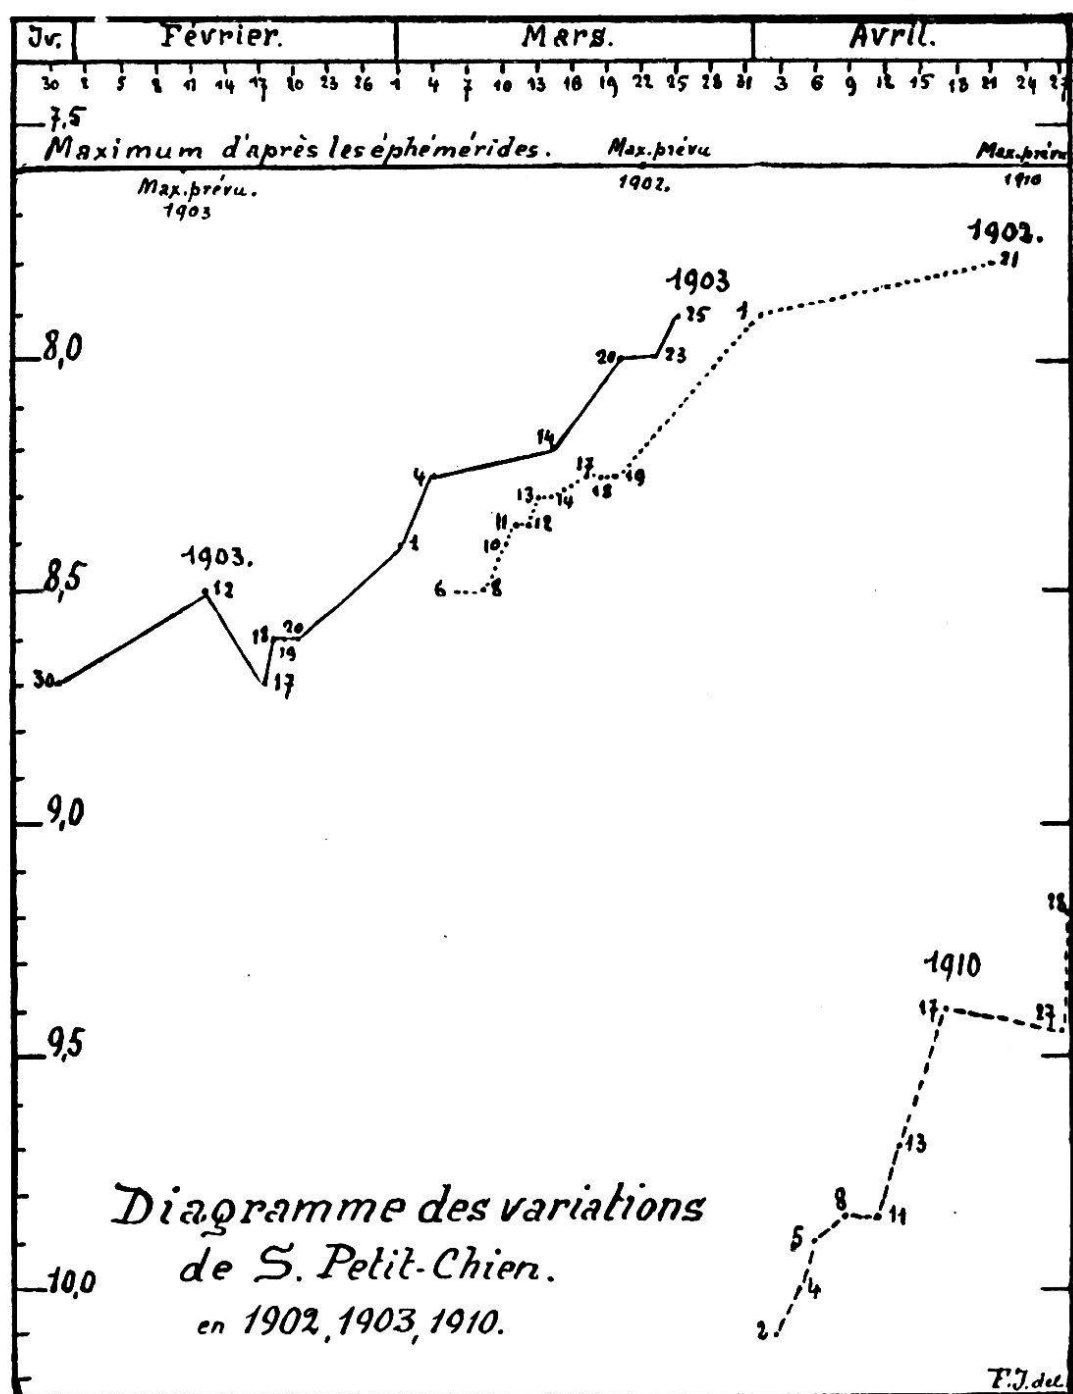 Jv. Février. Mars. Avril.
30 2 5 8 11 14 17 20 23 26 1 4 7 10 13 16 19 22 25 28 31 3 6 9 12 15 18 21 24 27
7,5
Maximum d'après les éphémérides. Max.prévu Max.prévu
Max.prévu. 1902. 1910
1903
1902.
21
1903
25 1
8,0 20 23
14
4 17 19
18
13 14
11 12
1 10
1903.
8,5 12 6 8
18 20
19
30 17
9,0
28
1910
17 27
9,5
13
Diagramme des variations 8 11
5
de S. Petit-Chien.
10,0 4
en 1902, 1903, 1910. 2
F.J. del